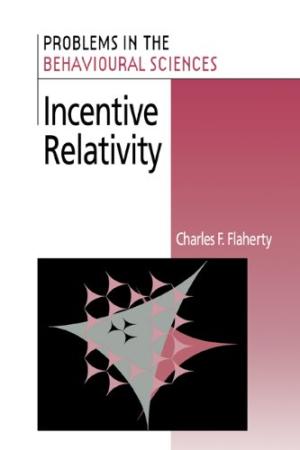 PROBLEMS IN THE
BEHAVIOURAL SCIENCES
Incentive
Relativity
Charles F. Flaherty